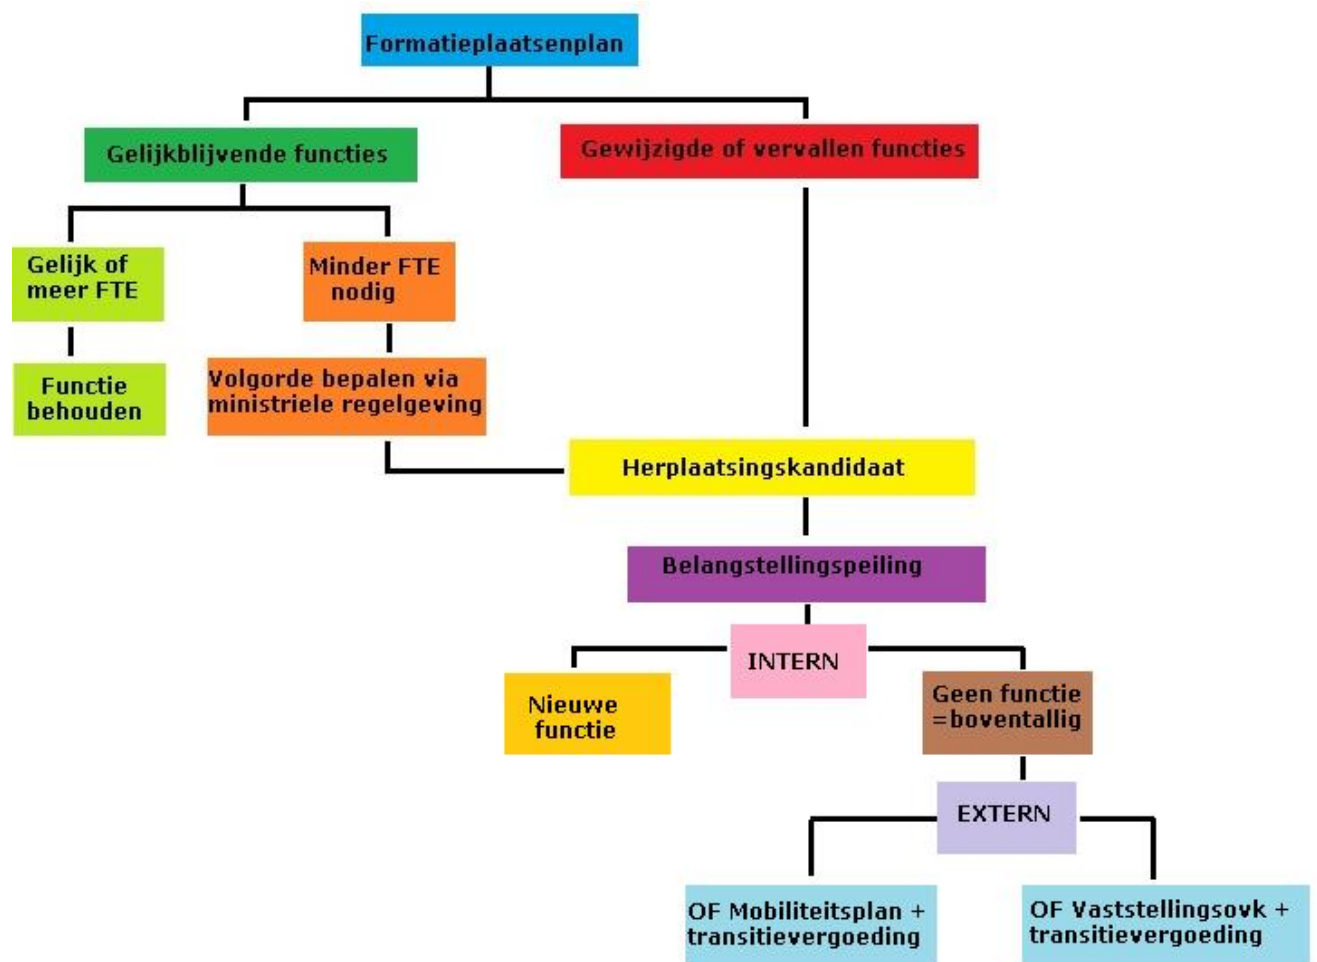 Formatieplaatsenplan
Gelijkblijvende functies
Gewijzigde of vervallen functies
Gelijk of
meer FTE
Minder FTE
nodig
Functie
behouden
Volgorde bepalen via
ministriele regelgeving
Herplaatsingskandidaat
Belangstellingspeiling
INTERN
Nieuwe
functie
Geen functie
=boventallig
EXTERN
OF Mobiliteitsplan +
transitievergoeding
OF Vaststellingsovk +
transitievergoeding